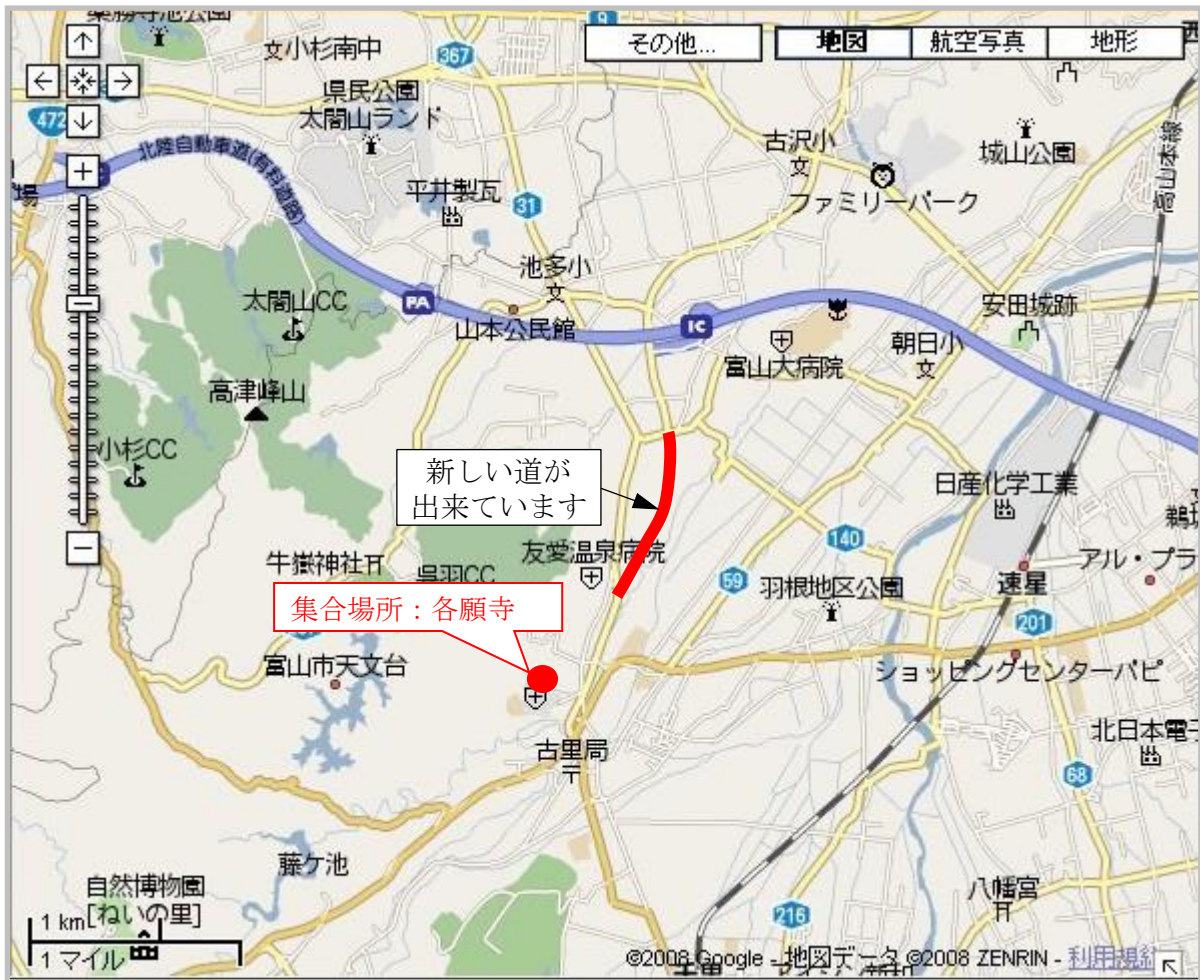 その他...
地図
航空写真
地形
小杉南中
367
県民公園
太閤山ランド
472
北陸自動車道(有料道路)
古沢小
城山公園
高山本線
平井製瓦
31
ファミリーパーク
池多小
太閤山CC
PA
山本公民館
IC
安田城跡
富山大病院
朝日小
高津峰山
小杉CC
新しい道が
出来ています
日産化学工業
友愛温泉病院
140
アル・プラ
牛嶽神社
呉羽CC
59
羽根地区公園
速星
集合場所：各願寺
201
富山市天文台
ショッピングセンターパピ
古里局
北日本電子
68
藤ケ池
自然博物園
[ねいの里]
八幡宮
216
1 km
1 マイル
©2008 Google - 地図データ ©2008 ZENRIN - 利用規約